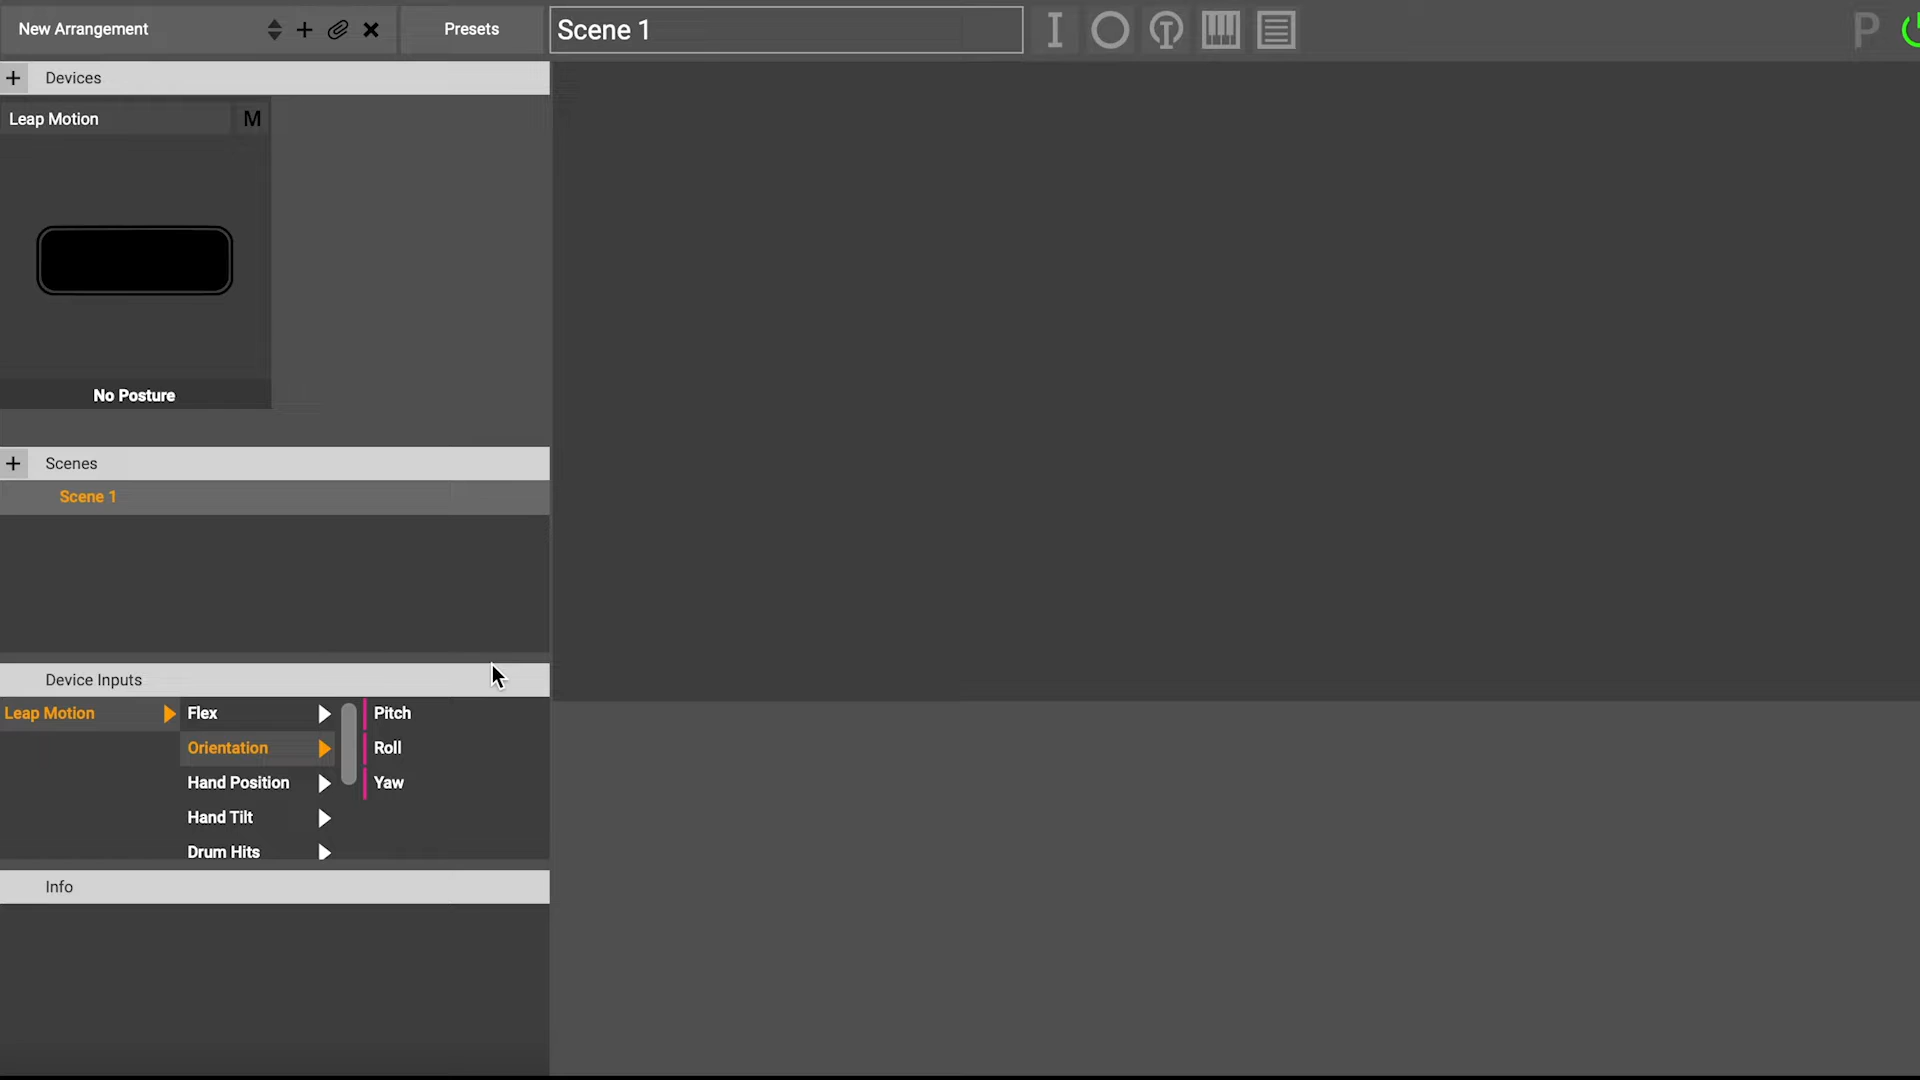 New Arrangement
Presets
Scene 1
P
Devices
Leap Motion M
No Posture
Scenes
Scene 1
Device Inputs
Leap Motion
Flex
Orientation
Hand Position
Hand Tilt
Drum Hits
Pitch
Roll
Yaw
Info